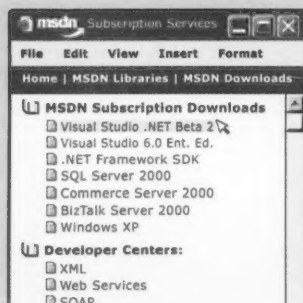 msdn Subscription Services
File Edit View Insert Format
Home | MSDN Libraries | MSDN Downloads
MSDN Subscription Downloads
Visual Studio .NET Beta 2
Visual Studio 6.0 Ent. Ed.
.NET Framework SDK
SQL Server 2000
Commerce Server 2000
BizTalk Server 2000
Windows XP
Developer Centers:
XML
Web Services
SOAP